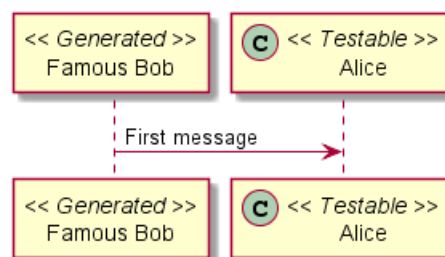 << Generated >>
Famous Bob
C << Testable >>
Alice
First message
<< Generated >>
Famous Bob
C << Testable >>
Alice